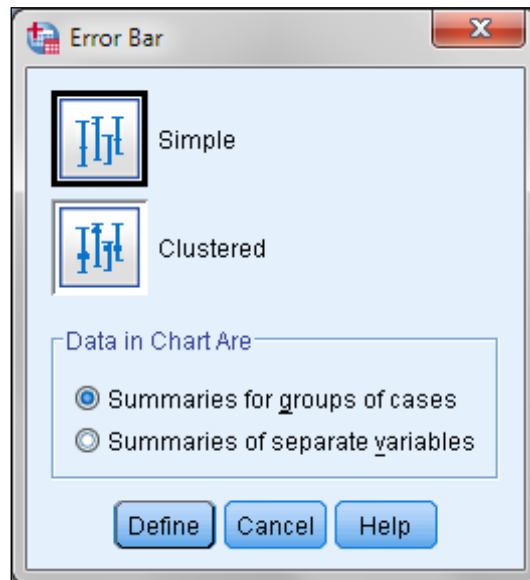 Error Bar
X
Simple
Clustered
Data in Chart Are
Summaries for groups of cases
Summaries of separate variables
Define Cancel Help